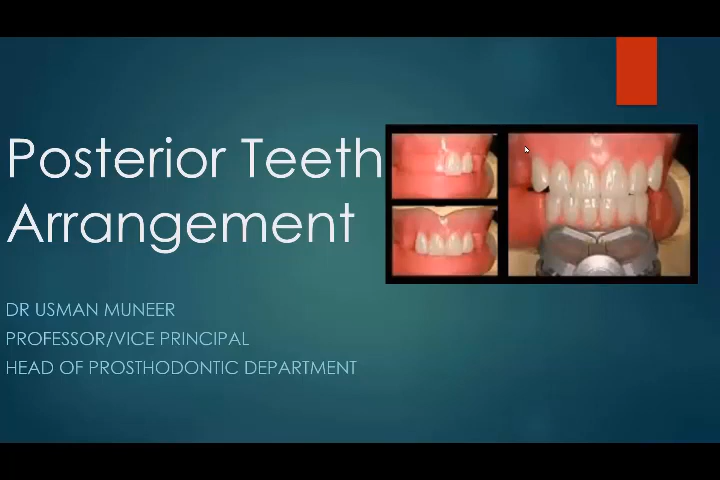 Posterior Teeth
Arrangement
DR USMAN MUNEER
PROFESSOR/VICE PRINCIPAL
HEAD OF PROSTHODONTIC DEPARTMENT